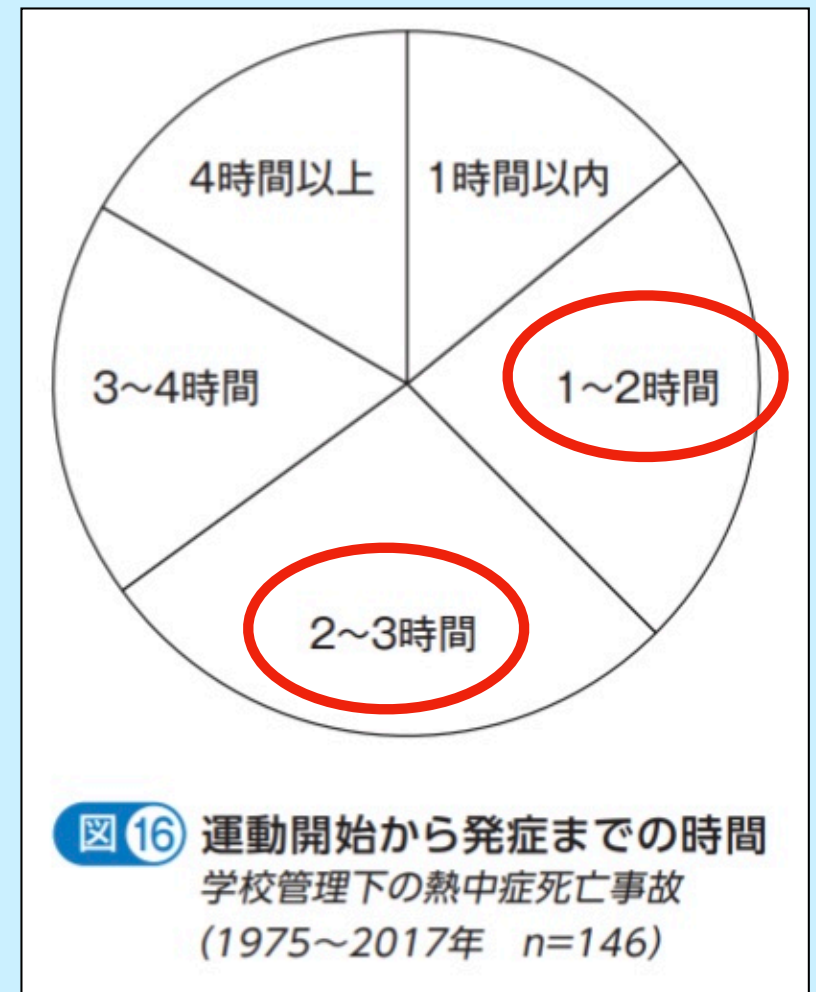 4時間以上
1時間以内
3〜4時間
1〜2時間
2〜3時間
図16 運動開始から発症までの時間
学校管理下の熱中症死亡事故
(1975〜2017年 n=146)